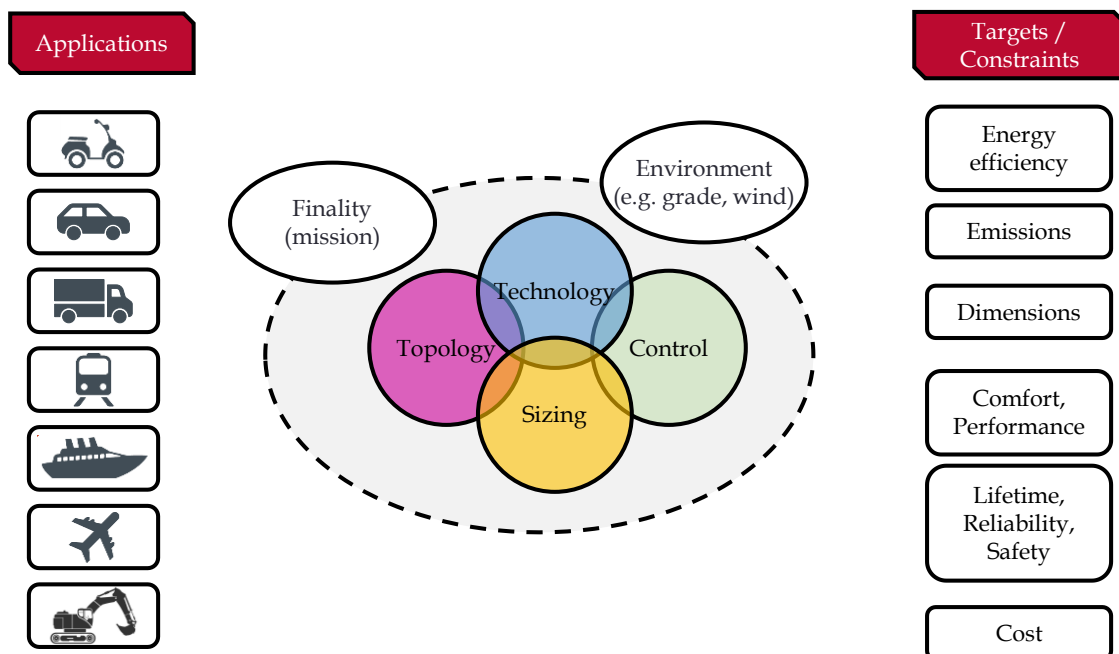 Applications
Targets /
Constraints
Finality
(mission)
Environment
(e.g. grade, wind)
Technology
Topology
Control
Sizing
Energy
efficiency
Emissions
Dimensions
Comfort,
Performance
Lifetime,
Reliability,
Safety
Cost